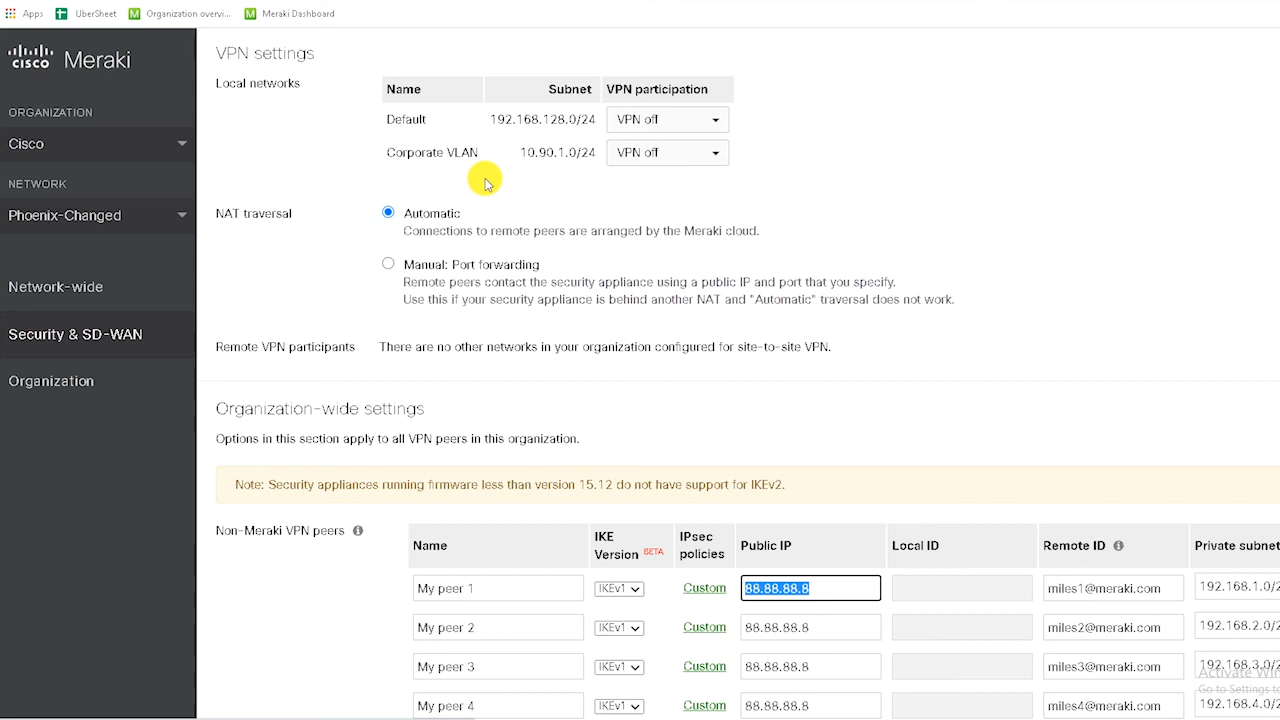 Apps UberSheet Organization overvi... Meraki Dashboard
cisco Meraki
ORGANIZATION
Cisco
NETWORK
Phoenix-Changed
Network-wide
Security & SD-WAN
Organization
VPN settings
Local networks
Name Subnet VPN participation
Default 192.168.128.0/24 VPN off
Corporate VLAN 10.90.1.0/24 VPN off
NAT traversal
Automatic
Connections to remote peers are arranged by the Meraki cloud.
Manual: Port forwarding
Remote peers contact the security appliance using a public IP and port that you specify.
Use this if your security appliance is behind another NAT and "Automatic" traversal does not work.
Remote VPN participants There are no other networks in your organization configured for site-to-site VPN.
Organization-wide settings
Options in this section apply to all VPN peers in this organization.
Note: Security appliances running firmware less than version 15.12 do not have support for IKEv2.
Non-Meraki VPN peers
Name IKE Version BETA IPsec policies Public IP Local ID Remote ID Private subnet
My peer 1 IKEv1 Custom 88.88.88.8 miles1@meraki.com 192.168.1.0/2
My peer 2 IKEv1 Custom 88.88.88.8 miles2@meraki.com 192.168.2.0/2
My peer 3 IKEv1 Custom 88.88.88.8 miles3@meraki.com 192.168.3.0/2
My peer 4 IKEv1 Custom 88.88.88.8 miles4@meraki.com 192.168.4.0/2
Activate Win
Go to Settings to